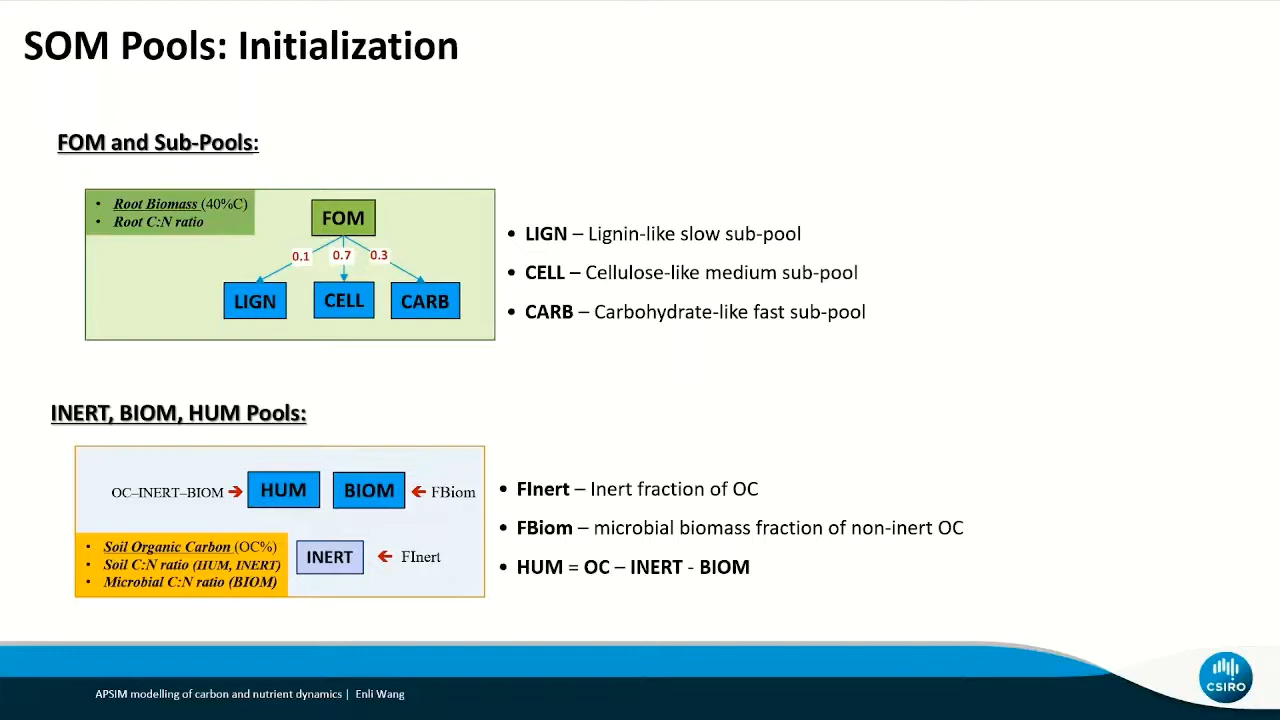 SOM Pools: Initialization
FOM and Sub-Pools:
• Root Biomass (40%C)
• Root C:N ratio
FOM
0.1 0.7 0.3
LIGN CELL CARB
• LIGN – Lignin-like slow sub-pool
• CELL – Cellulose-like medium sub-pool
• CARB – Carbohydrate-like fast sub-pool
INERT, BIOM, HUM Pools:
OC–INERT–BIOM HUM BIOM FBiom
• Soil Organic Carbon (OC%)
• Soil C:N ratio (HUM, INERT)
• Microbial C:N ratio (BIOM)
INERT FInert
• FInert – Inert fraction of OC
• FBiom – microbial biomass fraction of non-inert OC
• HUM = OC – INERT - BIOM
APSIM modelling of carbon and nutrient dynamics | Enli Wang
CSIRO